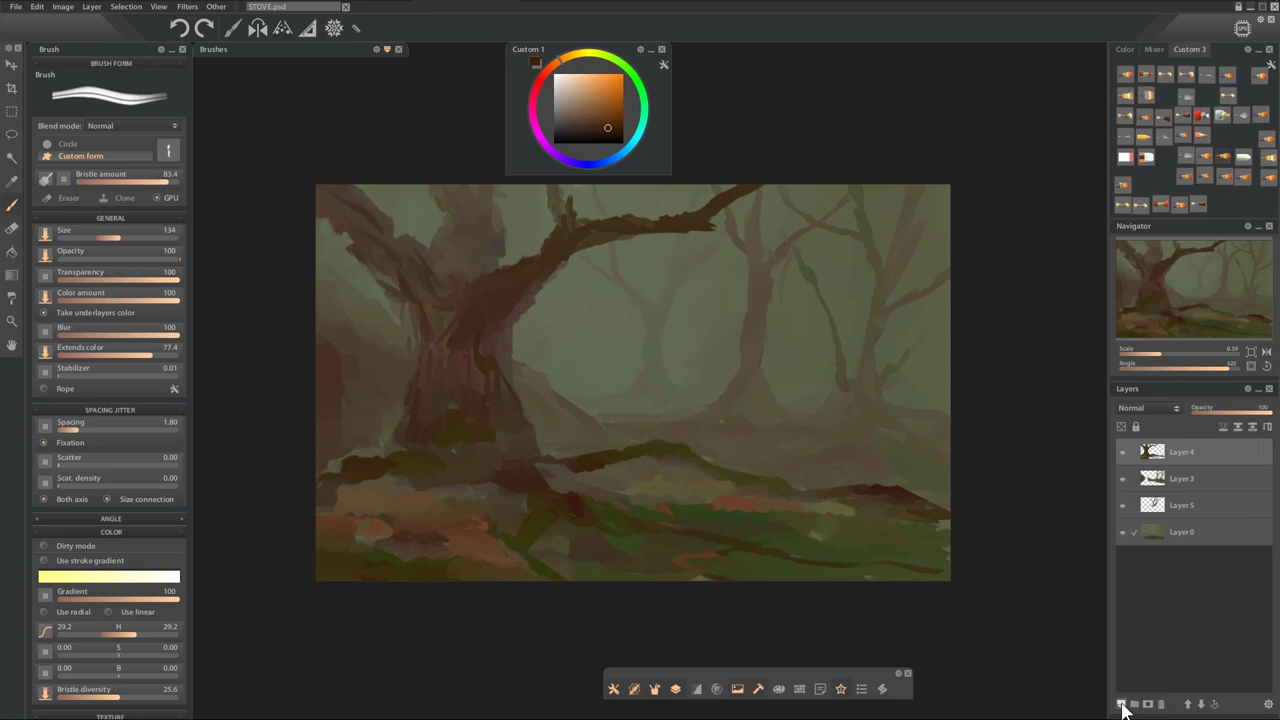 File Edit Image Layer Selection View Filters Other STOVE.psd
Brush
BRUSH FORM
Brush
Blend mode: Normal
Circle
Custom form
Bristle amount 83.4
Eraser Clone GPU
GENERAL
Size 134
Opacity 100
Transparency 100
Color amount 100
Take underlayers color
Blur 100
Extends color 77.4
Stabilizer 0.01
Rope
SPACING JITTER
Spacing 1.80
Fixation
Scatter 0.00
Scat. density 0.00
Both axis Size connection
ANGLE
COLOR
Dirty mode
Use stroke gradient
Gradient 100
Use radial Use linear
29.2 H 29.2
0.00 S 0.00
0.00 B 0.00
Bristle diversity 25.6
TEXTURE
Brushes
Custom 1
Color Mixer Custom 3
Navigator
Scale 0.39
Angle 325
Layers
Normal Opacity 100
Layer 4
Layer 3
Layer 5
Layer 0